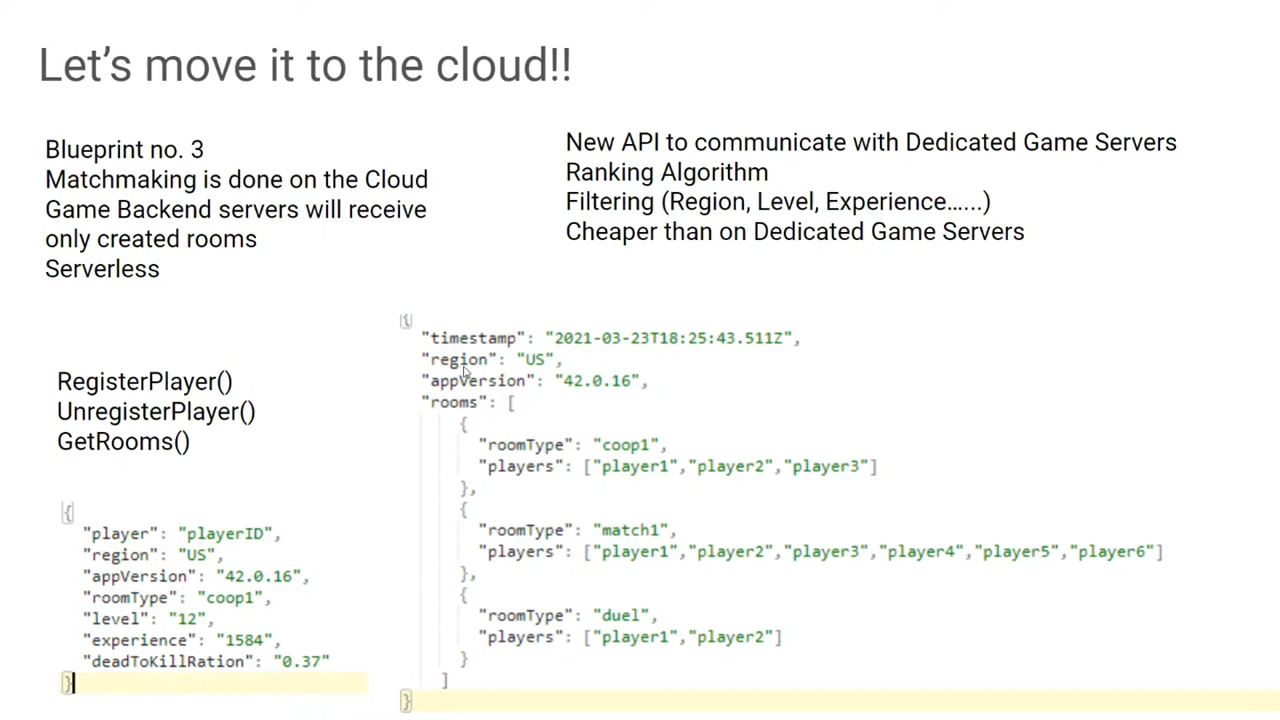 Let's move it to the cloud!!
Blueprint no. 3
Matchmaking is done on the Cloud
Game Backend servers will receive
only created rooms
Serverless
New API to communicate with Dedicated Game Servers
Ranking Algorithm
Filtering (Region, Level, Experience…...)
Cheaper than on Dedicated Game Servers
RegisterPlayer()
UnregisterPlayer()
GetRooms()
{
"player": "playerID",
"region": "US",
"appVersion": "42.0.16",
"roomType": "coop1",
"level": "12",
"experience": "1584",
"deadToKillRation": "0.37"
}
{
"timestamp": "2021-03-23T18:25:43.511Z",
"region": "US",
"appVersion": "42.0.16",
"rooms": [
{
"roomType": "coop1",
"players": ["player1","player2","player3"]
},
{
"roomType": "match1",
"players": ["player1","player2","player3","player4","player5","player6"]
},
{
"roomType": "duel",
"players": ["player1","player2"]
}
]
}